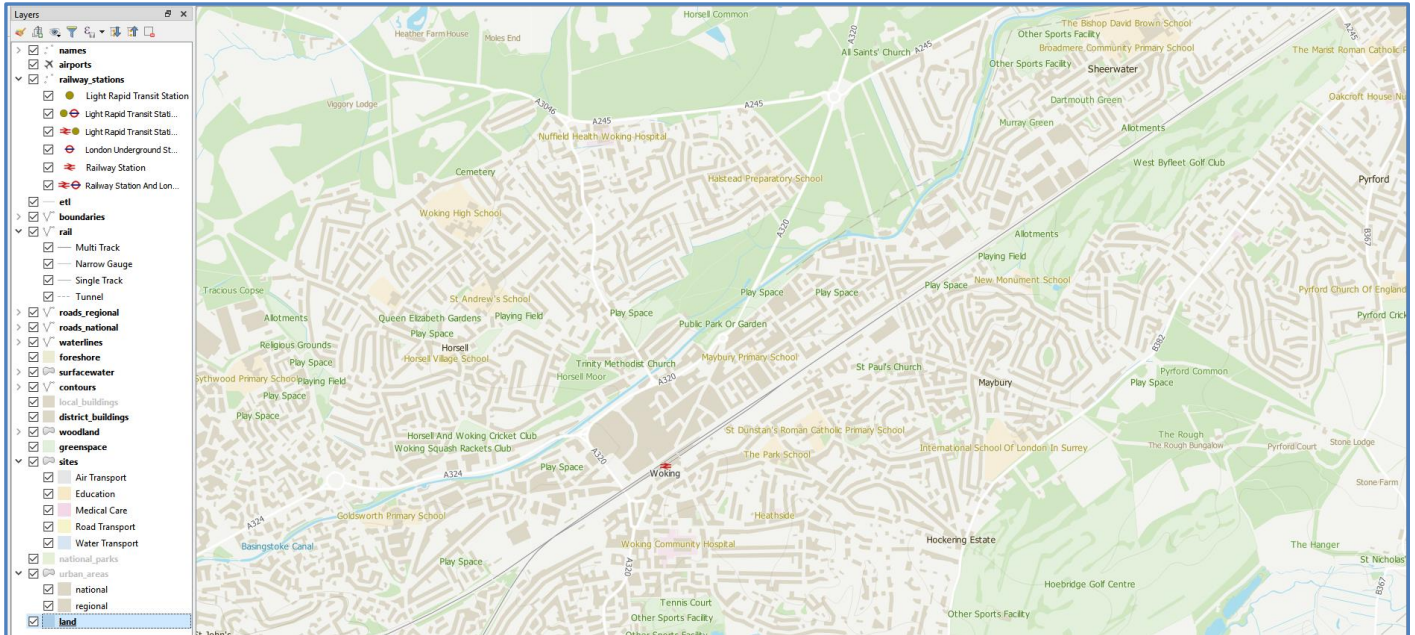 Layers
names
airports
railway_stations
Light Rapid Transit Station
Light Rapid Transit Stati...
Light Rapid Transit Stati...
London Underground St...
Railway Station
Railway Station And Lon...
etl
boundaries
rail
Multi Track
Narrow Gauge
Single Track
Tunnel
roads_regional
roads_national
waterlines
foreshore
surfacewater
contours
local_buildings
district_buildings
woodland
greenspace
sites
Air Transport
Education
Medical Care
Road Transport
Water Transport
national_parks
urban_areas
national
regional
land
Horsell Common
Heather Farm House
Moles End
A320
All Saints' Church
A245
The Bishop David Brown School
Other Sports Facility
Broadmere Community Primary School
Other Sports Facility
Sheerwater
The Marist Roman Catholic P
A245
Viggory Lodge
A3046
A245
Dartmouth Green
Oakcroft House Nu
Murray Green
Allotments
Nuffield Health Woking Hospital
West Byfleet Golf Club
Cemetery
Halstead Preparatory School
Pyrford
Woking High School
A320
Allotments
B367
Playing Field
Tracious Copse
Play Space
Play Space
Play Space
New Monument School
St Andrew's School
Pyrford Church Of England
Allotments
Queen Elizabeth Gardens
Playing Field
Play Space
Public Park Or Garden
Pyrford Crick
Play Space
Religious Grounds
Horsell
B382
Play Space
Horsell Village School
Trinity Methodist Church
Maybury Primary School
St Paul's Church
Pyrford Common
Sythwood Primary School
Playing Field
Horsell Moor
A320
Maybury
Play Space
Play Space
Play Space
St Dunstan's Roman Catholic Primary School
The Rough
Horsell And Woking Cricket Club
Woking Squash Rackets Club
The Park School
International School Of London In Surrey
The Rough Bungalow
Pyrford Court
Stone Lodge
A320
Play Space
Woking
A324
Stone Farm
Goldsworth Primary School
Heathside
A324
Basingstoke Canal
Woking Community Hospital
Hockering Estate
The Hanger
Play Space
A320
St Nicholas'
Hoebridge Golf Centre
B367
Tennis Court
Other Sports Facility
Other Sports Facility
St John's
Other Sports Facility